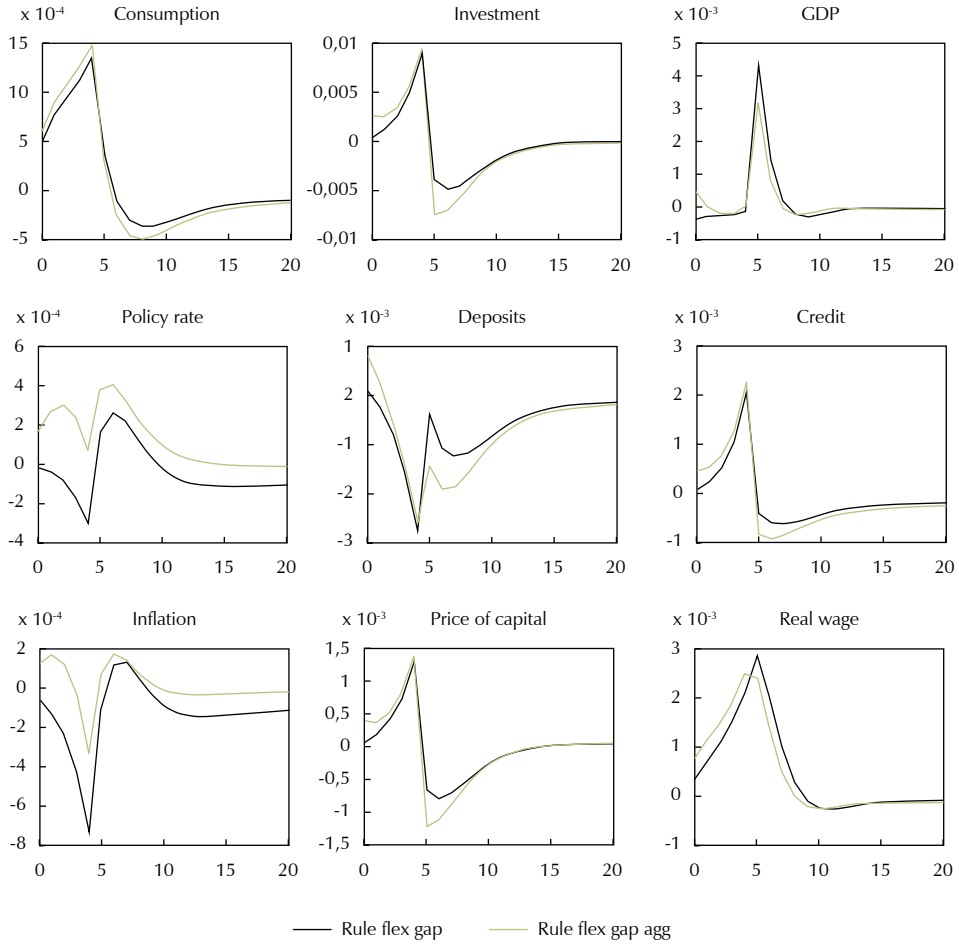 x 10-4 Consumption
15
10
5
0
-5
0 5 10 15 20
Investment
0,01
0,005
0
-0,005
-0,01
0 5 10 15 20
x 10-3 GDP
5
4
3
2
1
0
-1
0 5 10 15 20
x 10-4 Policy rate
6
4
2
0
-2
-4
0 5 10 15 20
x 10-3 Deposits
1
2
-1
-2
-3
0 5 10 15 20
x 10-3 Credit
3
2
1
0
-1
0 5 10 15 20
x 10-4 Inflation
2
0
-2
-4
-6
-8
0 5 10 15 20
x 10-3 Price of capital
1,5
1
0,5
0
-0,5
-1
-1,5
0 5 10 15 20
x 10-3 Real wage
3
2
1
0
-1
0 5 10 15 20
Rule flex gap Rule flex gap agg